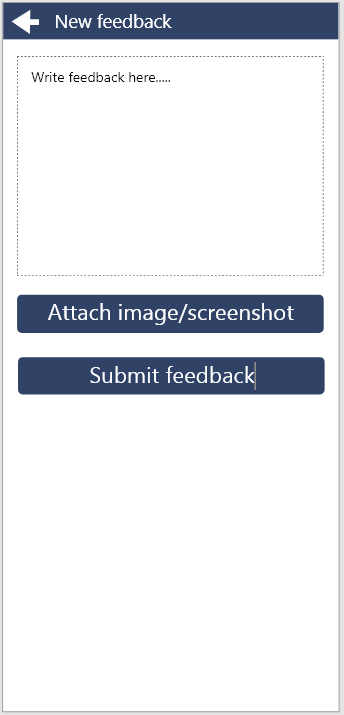 New feedback
Write feedback here.....
Attach image/screenshot
Submit feedback